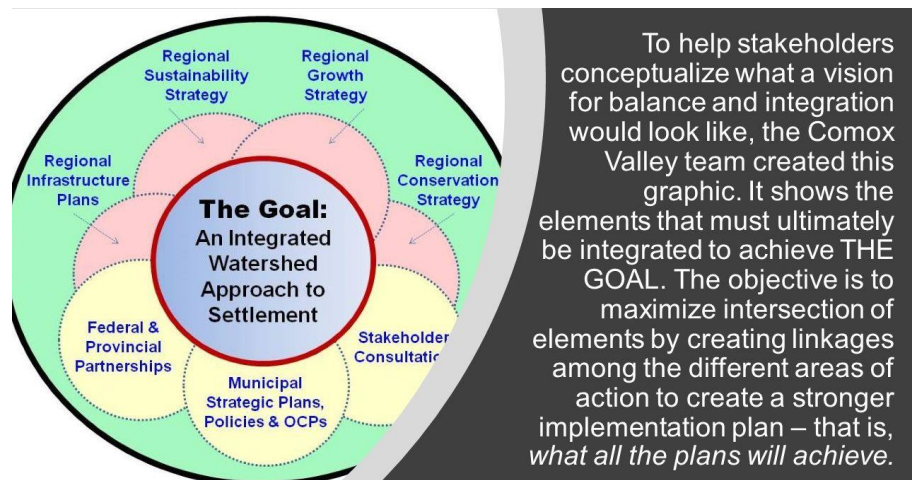 Regional
Sustainability
Strategy
Regional
Growth
Strategy
Regional
Infrastructure
Plans
Regional
Conservation
Strategy
The Goal:
An Integrated
Watershed
Approach to
Settlement
Federal &
Provincial
Partnerships
Stakeholder
Consultation
Municipal
Strategic Plans,
Policies & OCPs
To help stakeholders
conceptualize what a vision
for balance and integration
would look like, the Comox
Valley team created this
graphic. It shows the
elements that must ultimately
be integrated to achieve THE
GOAL. The objective is to
maximize intersection of
elements by creating linkages
among the different areas of
action to create a stronger
implementation plan – that is,
what all the plans will achieve.